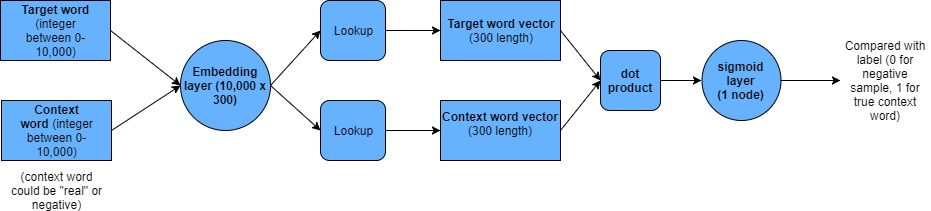 Target word
(integer
between 0-
10,000)
Context
word (integer
between 0-
10,000)
(context word
could be "real" or
negative)
Embedding
layer (10,000 x
300)
Lookup
Lookup
Target word vector
(300 length)
Context word vector
(300 length)
dot
product
sigmoid
layer
(1 node)
Compared with
label (0 for
negative
sample, 1 for
true context
word)